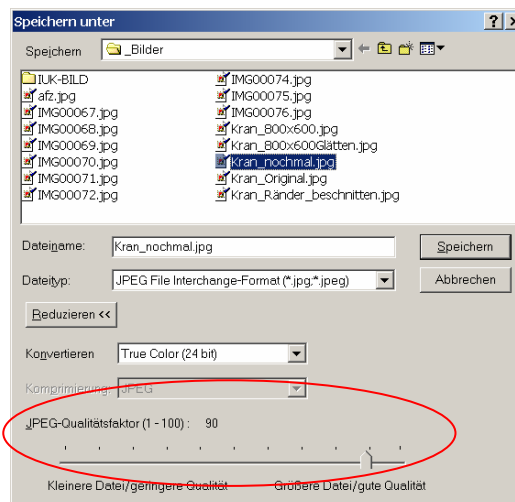 Speichern unter
Speichern _Bilder
IUK-BILD
afz.jpg
IMG00067.jpg
IMG00068.jpg
IMG00069.jpg
IMG00070.jpg
IMG00071.jpg
IMG00072.jpg
IMG00074.jpg
IMG00075.jpg
IMG00076.jpg
Kran_800x600.jpg
Kran_800x600Glätten.jpg
Kran_nochmal.jpg
Kran_Original.jpg
Kran_Ränder_beschnitten.jpg
Dateiname: Kran_nochmal.jpg Speichern
Dateityp: JPEG File Interchange-Format (*.jpg;*.jpeg) Abbrechen
Reduzieren <<
Konvertieren True Color (24 bit)
Komprimierung: JPEG
JPEG-Qualitätsfaktor (1 - 100) : 90
Kleinere Datei/geringere Qualität Größere Datei/gute Qualität